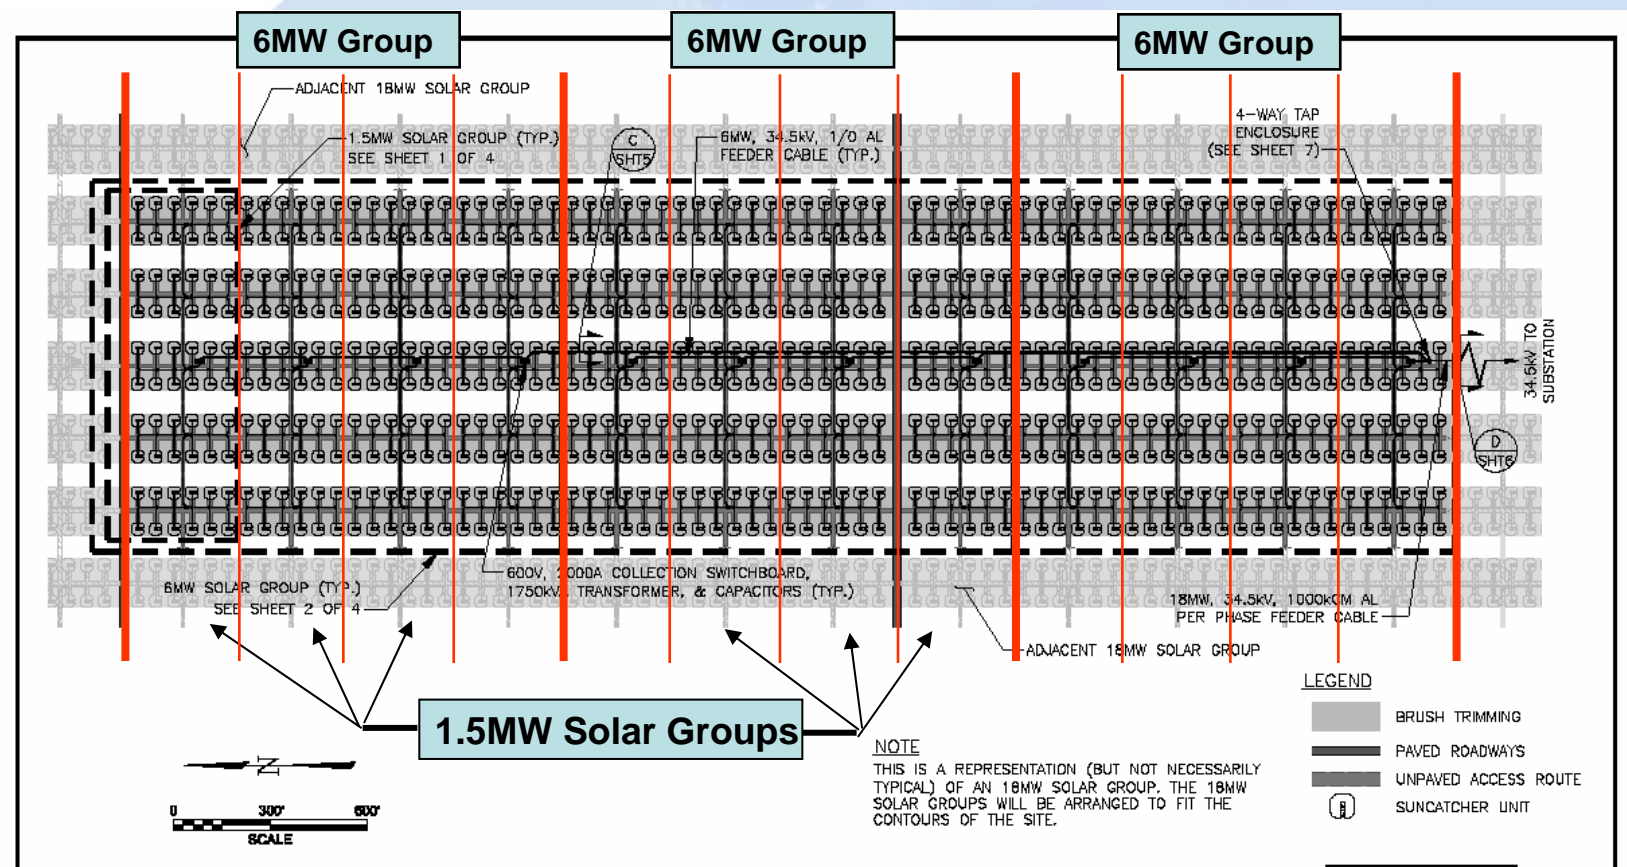 6MW Group
6MW Group
6MW Group
ADJACENT 18MW SOLAR GROUP
1.5MW SOLAR GROUP (TYP.)
SEE SHEET 1 OF 4
C
SHT5
6MW, 34.5kV, 1/0 AL
FEEDER CABLE (TYP.)
4-WAY TAP
ENCLOSURE
(SEE SHEET 7)
34.5kV TO
SUBSTATION
D
SHT6
6MW SOLAR GROUP (TYP.)
SEE SHEET 2 OF 4
600V, 2000A COLLECTION SWITCHBOARD,
1750kVA TRANSFORMER, & CAPACITORS (TYP.)
18MW, 34.5kV, 1000kCM AL
PER PHASE FEEDER CABLE
ADJACENT 18MW SOLAR GROUP
1.5MW Solar Groups
N
0 300' 600'
SCALE
NOTE
THIS IS A REPRESENTATION (BUT NOT NECESSARILY
TYPICAL) OF AN 18MW SOLAR GROUP. THE 18MW
SOLAR GROUPS WILL BE ARRANGED TO FIT THE
CONTOURS OF THE SITE.
LEGEND
BRUSH TRIMMING
PAVED ROADWAYS
UNPAVED ACCESS ROUTE
SUNCATCHER UNIT